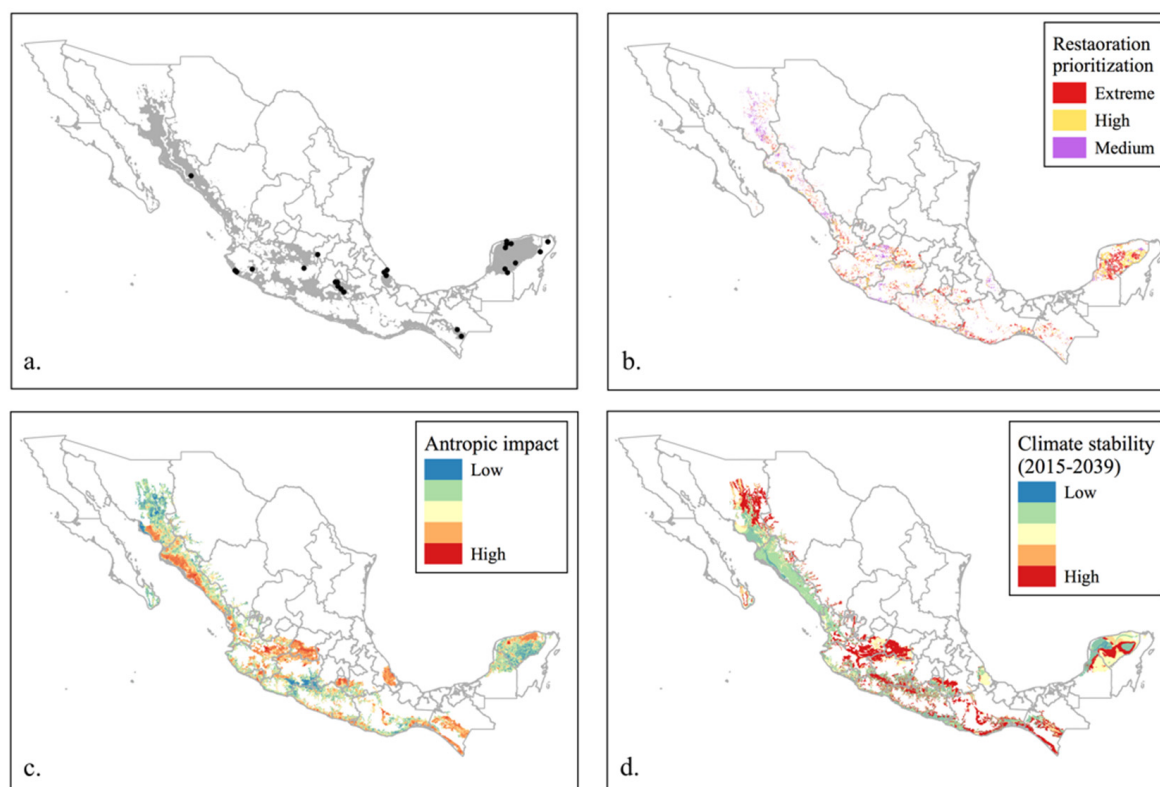 a.
Restaoration
prioritization
Extreme
High
Medium
b.
Antropic impact
Low
High
c.
Climate stability
(2015-2039)
Low
High
d.